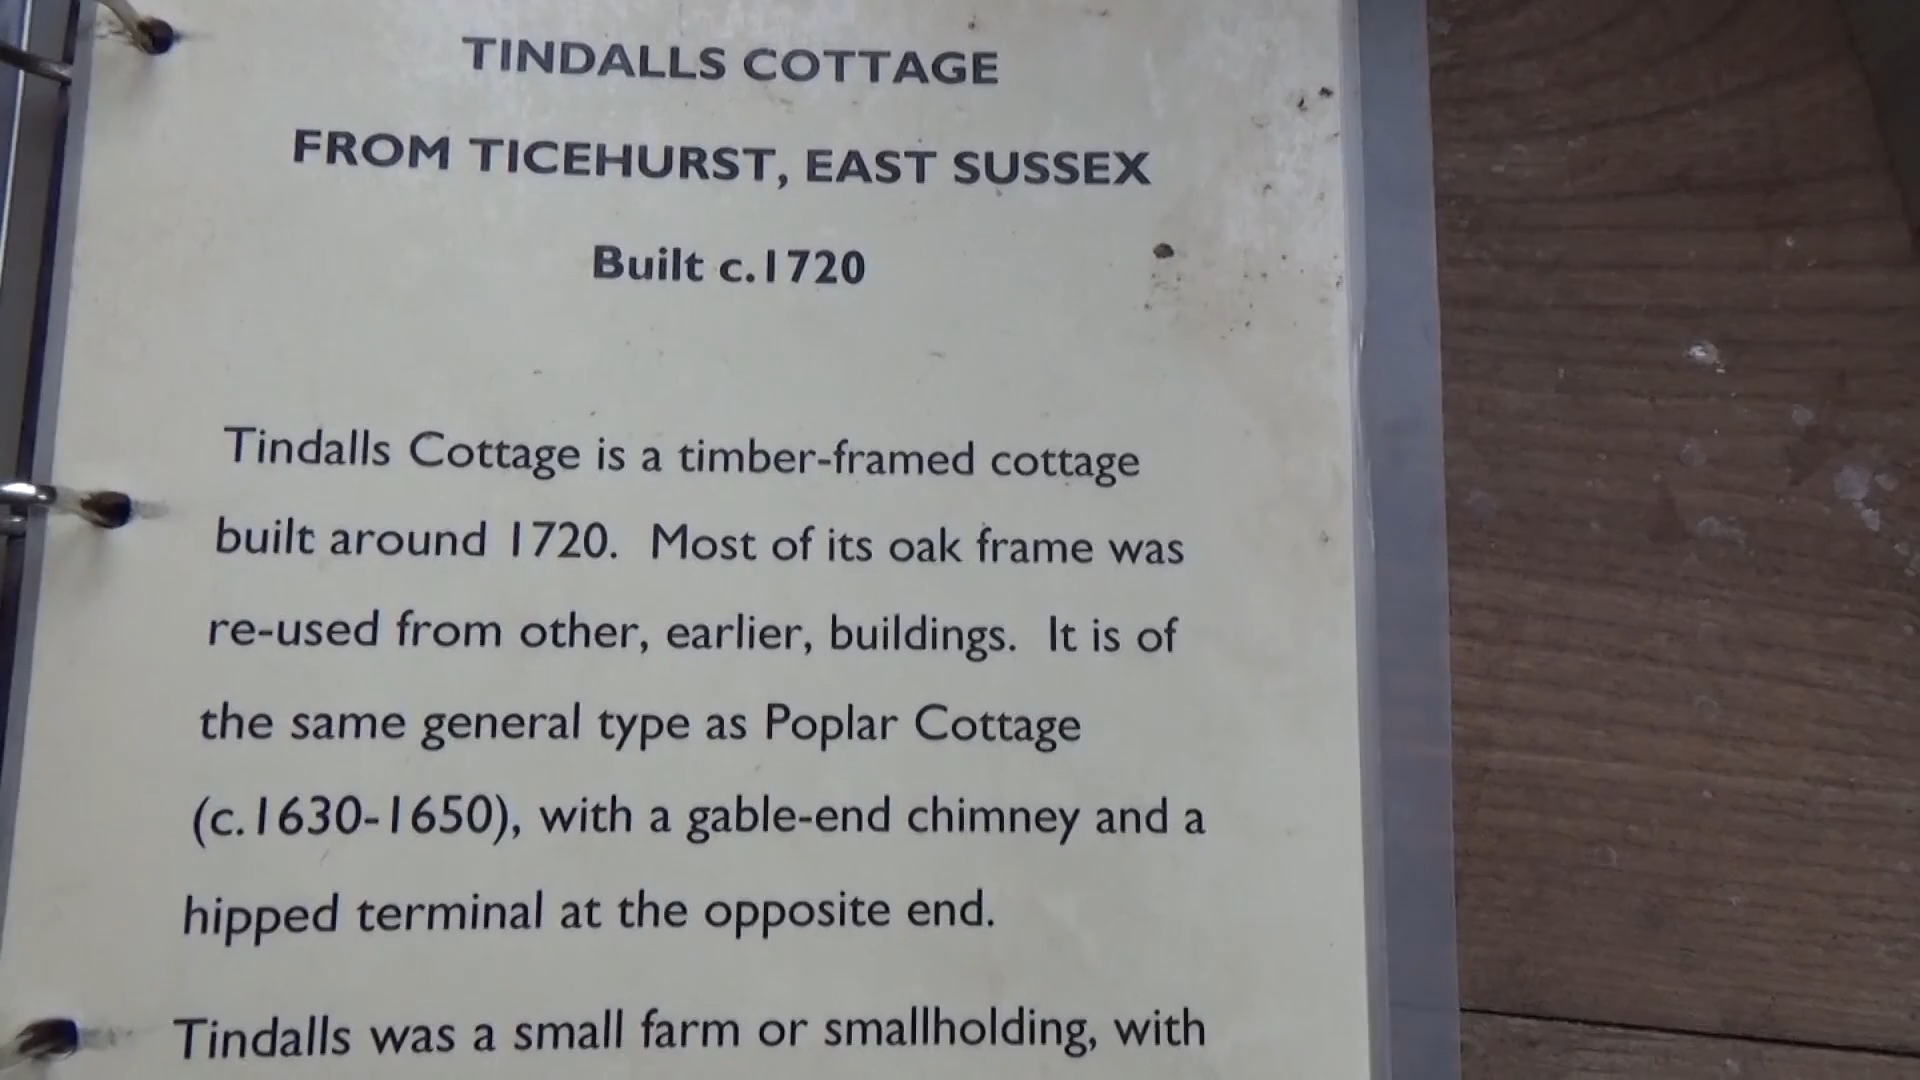 TINDALLS COTTAGE
FROM TICEHURST, EAST SUSSEX
Built c.1720
Tindalls Cottage is a timber-framed cottage
built around 1720. Most of its oak frame was
re-used from other, earlier, buildings. It is of
the same general type as Poplar Cottage
(c.1630-1650), with a gable-end chimney and a
hipped terminal at the opposite end.
Tindalls was a small farm or smallholding, with